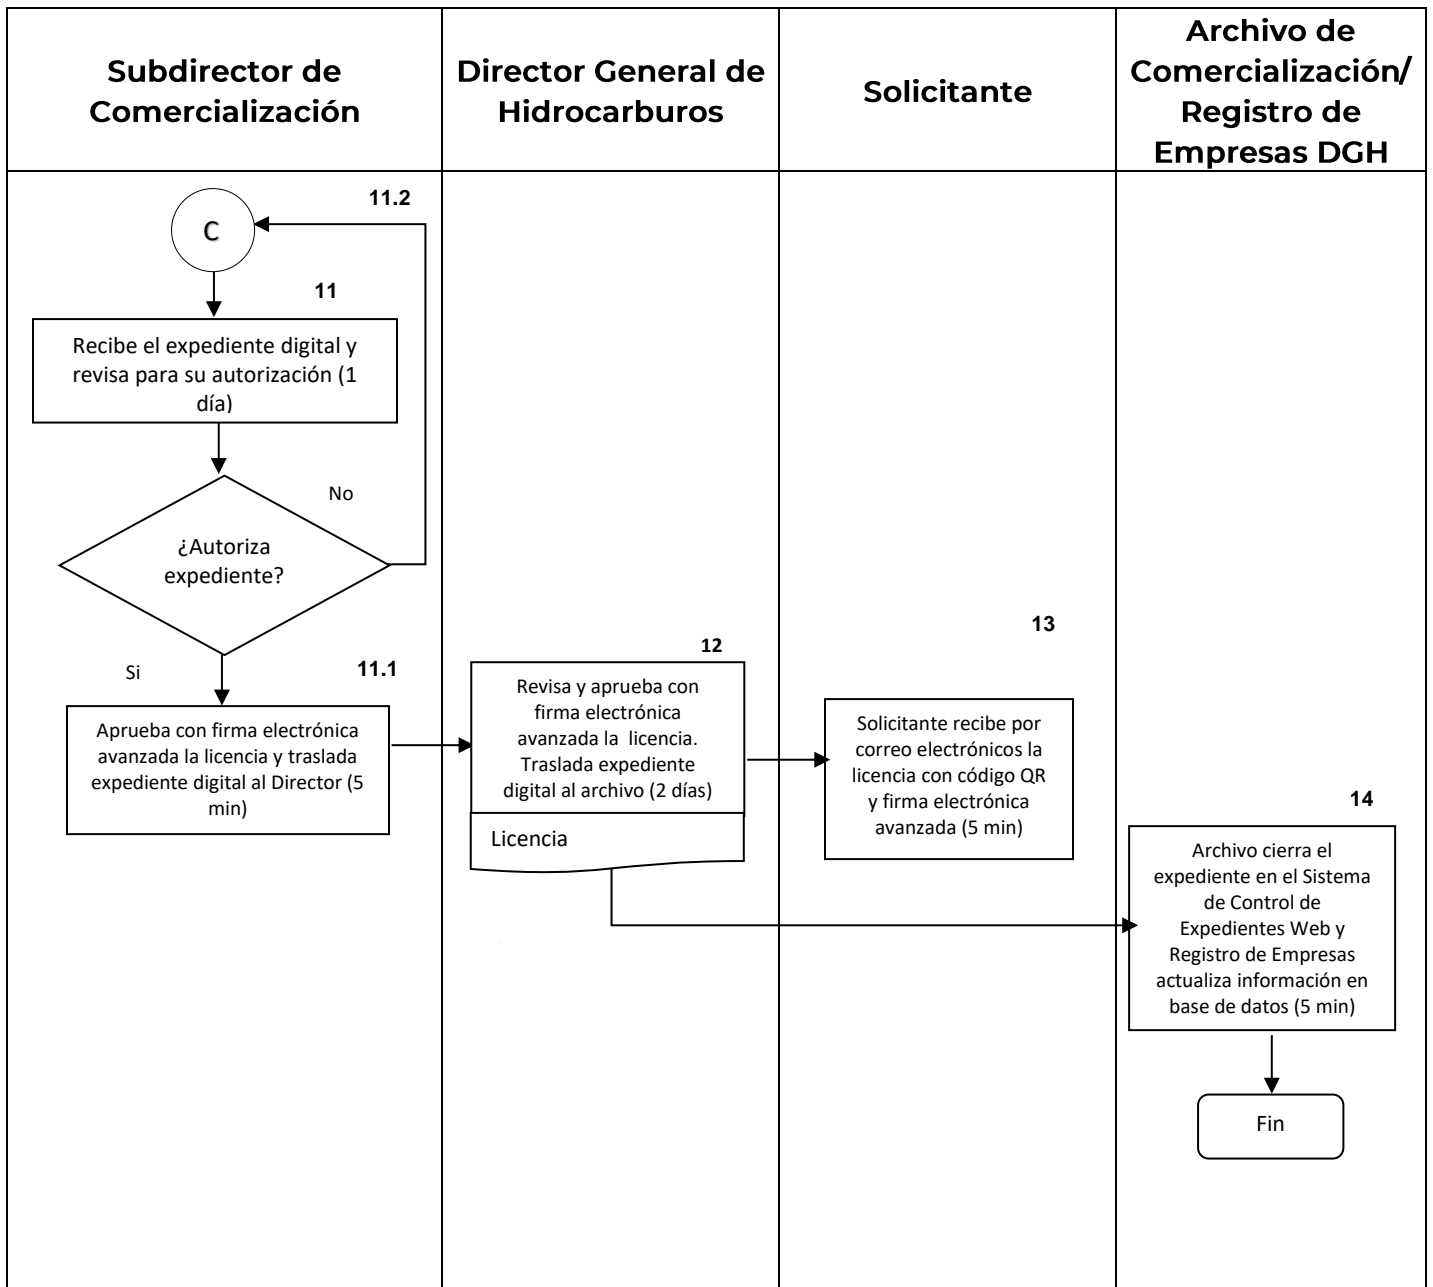 Subdirector de
Comercialización
Director General de
Hidrocarburos
Solicitante
Archivo de
Comercialización/
Registro de
Empresas DGH
11.2
C
11
Recibe el expediente digital y
revisa para su autorización (1
día)
No
¿Autoriza
expediente?
Si
11.1
Aprueba con firma electrónica
avanzada la licencia y traslada
expediente digital al Director (5
min)
12
Revisa y aprueba con
firma electrónica
avanzada la licencia.
Traslada expediente
digital al archivo (2 días)
Licencia
13
Solicitante recibe por
correo electrónicos la
licencia con código QR
y firma electrónica
avanzada (5 min)
14
Archivo cierra el
expediente en el Sistema
de Control de
Expedientes Web y
Registro de Empresas
actualiza información en
base de datos (5 min)
Fin